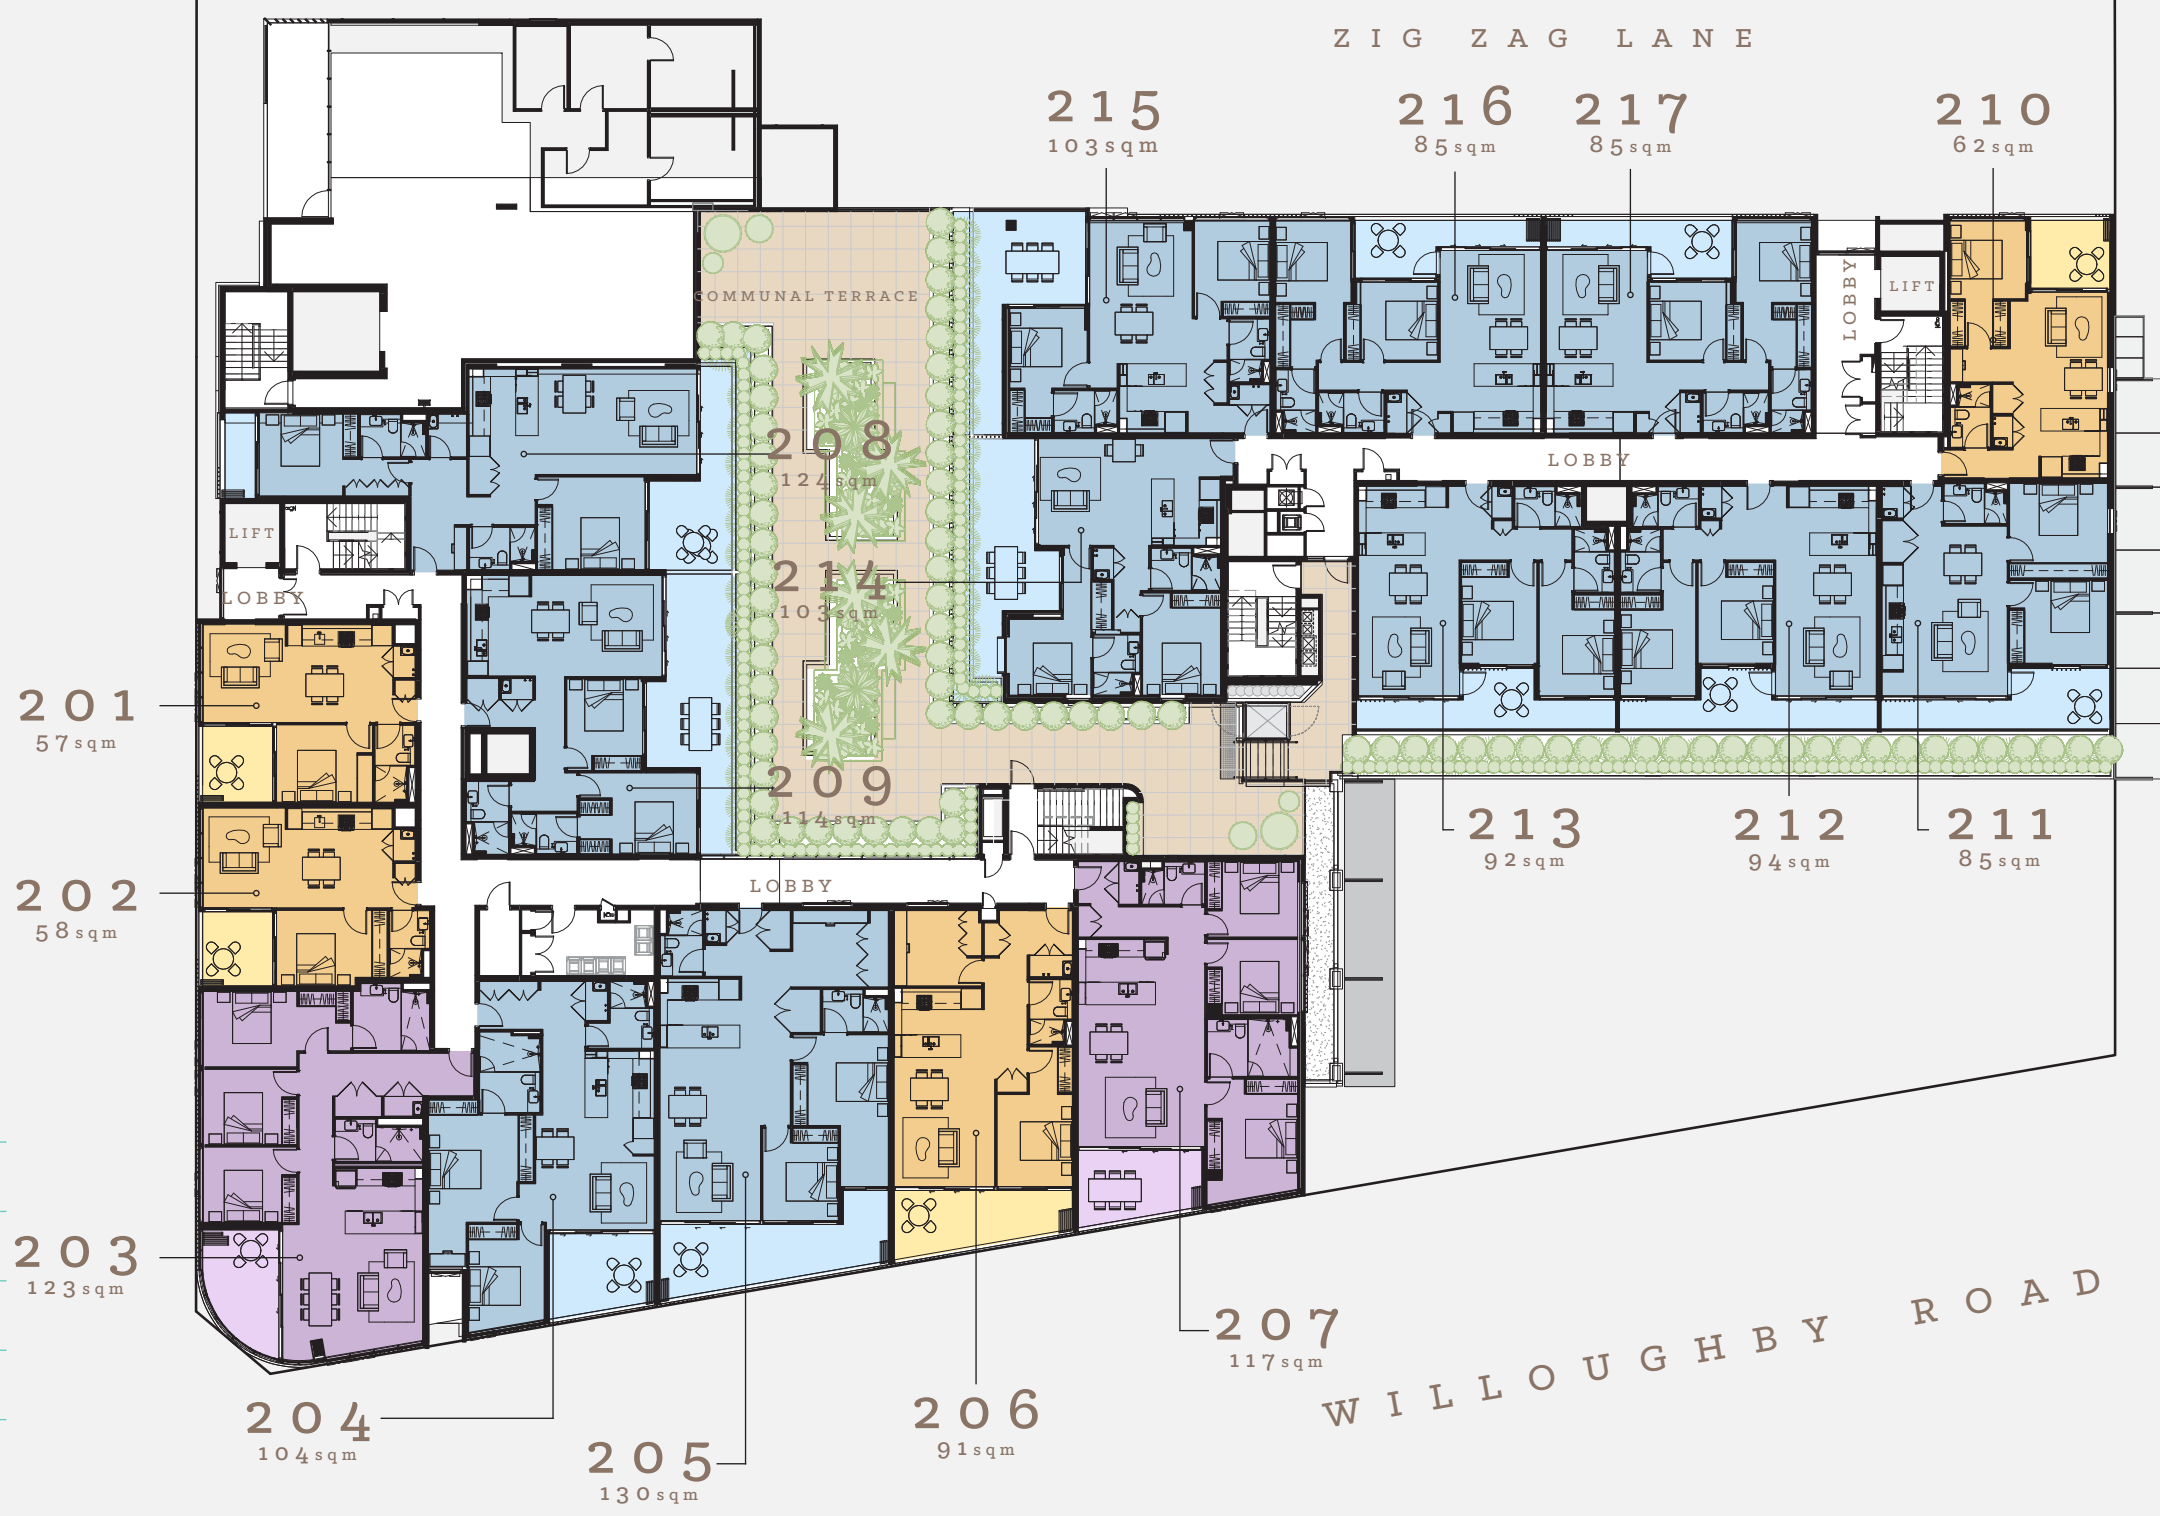 ZIG ZAG LANE
215
103sqm
216
85sqm
217
85sqm
210
62sqm
COMMUNAL TERRACE
LOBBY
LIFT
208
124sqm
LOBBY
LIFT
214
103sqm
LOBBY
201
57sqm
209
114sqm
213
92sqm
212
94sqm
211
85sqm
202
58sqm
LOBBY
203
123sqm
207
117sqm
WILLOUGHBY ROAD
204
104sqm
206
91sqm
205
130sqm